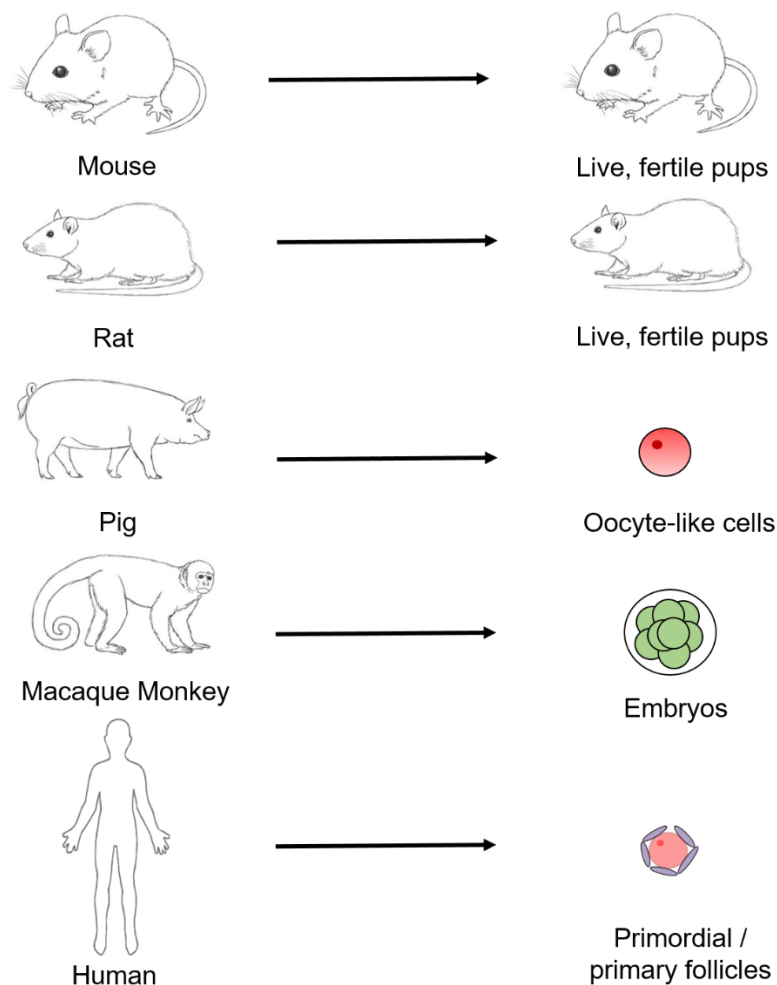 Mouse
Live, fertile pups
Rat
Live, fertile pups
Pig
Oocyte-like cells
Macaque Monkey
Embryos
Human
Primordial /
primary follicles